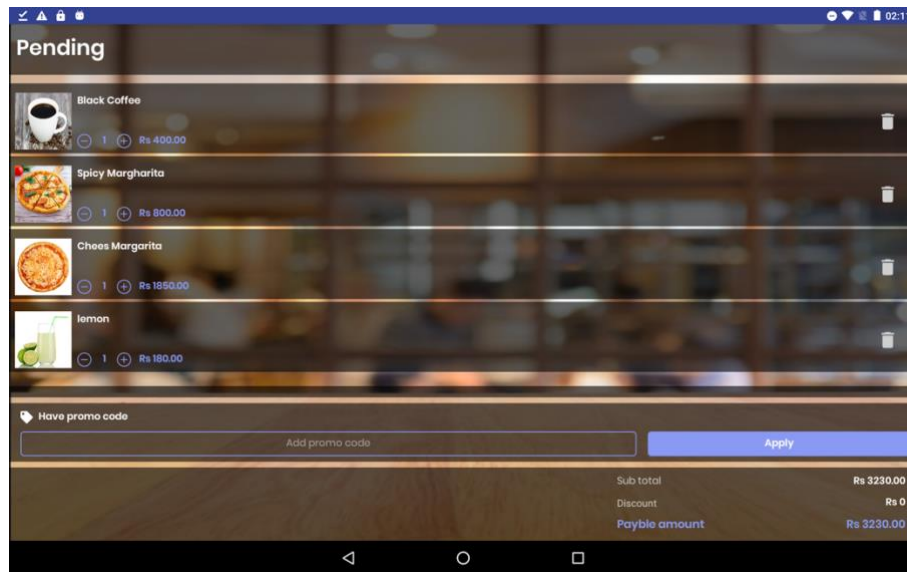 02:1
Pending
Black Coffee
1 Rs 400.00
Spicy Margharita
1 Rs 800.00
Chees Margarita
1 Rs 1850.00
lemon
1 Rs 180.00
Have promo code
Add promo code Apply
Sub total Rs 3230.00
Discount Rs 0
Payble amount Rs 3230.00